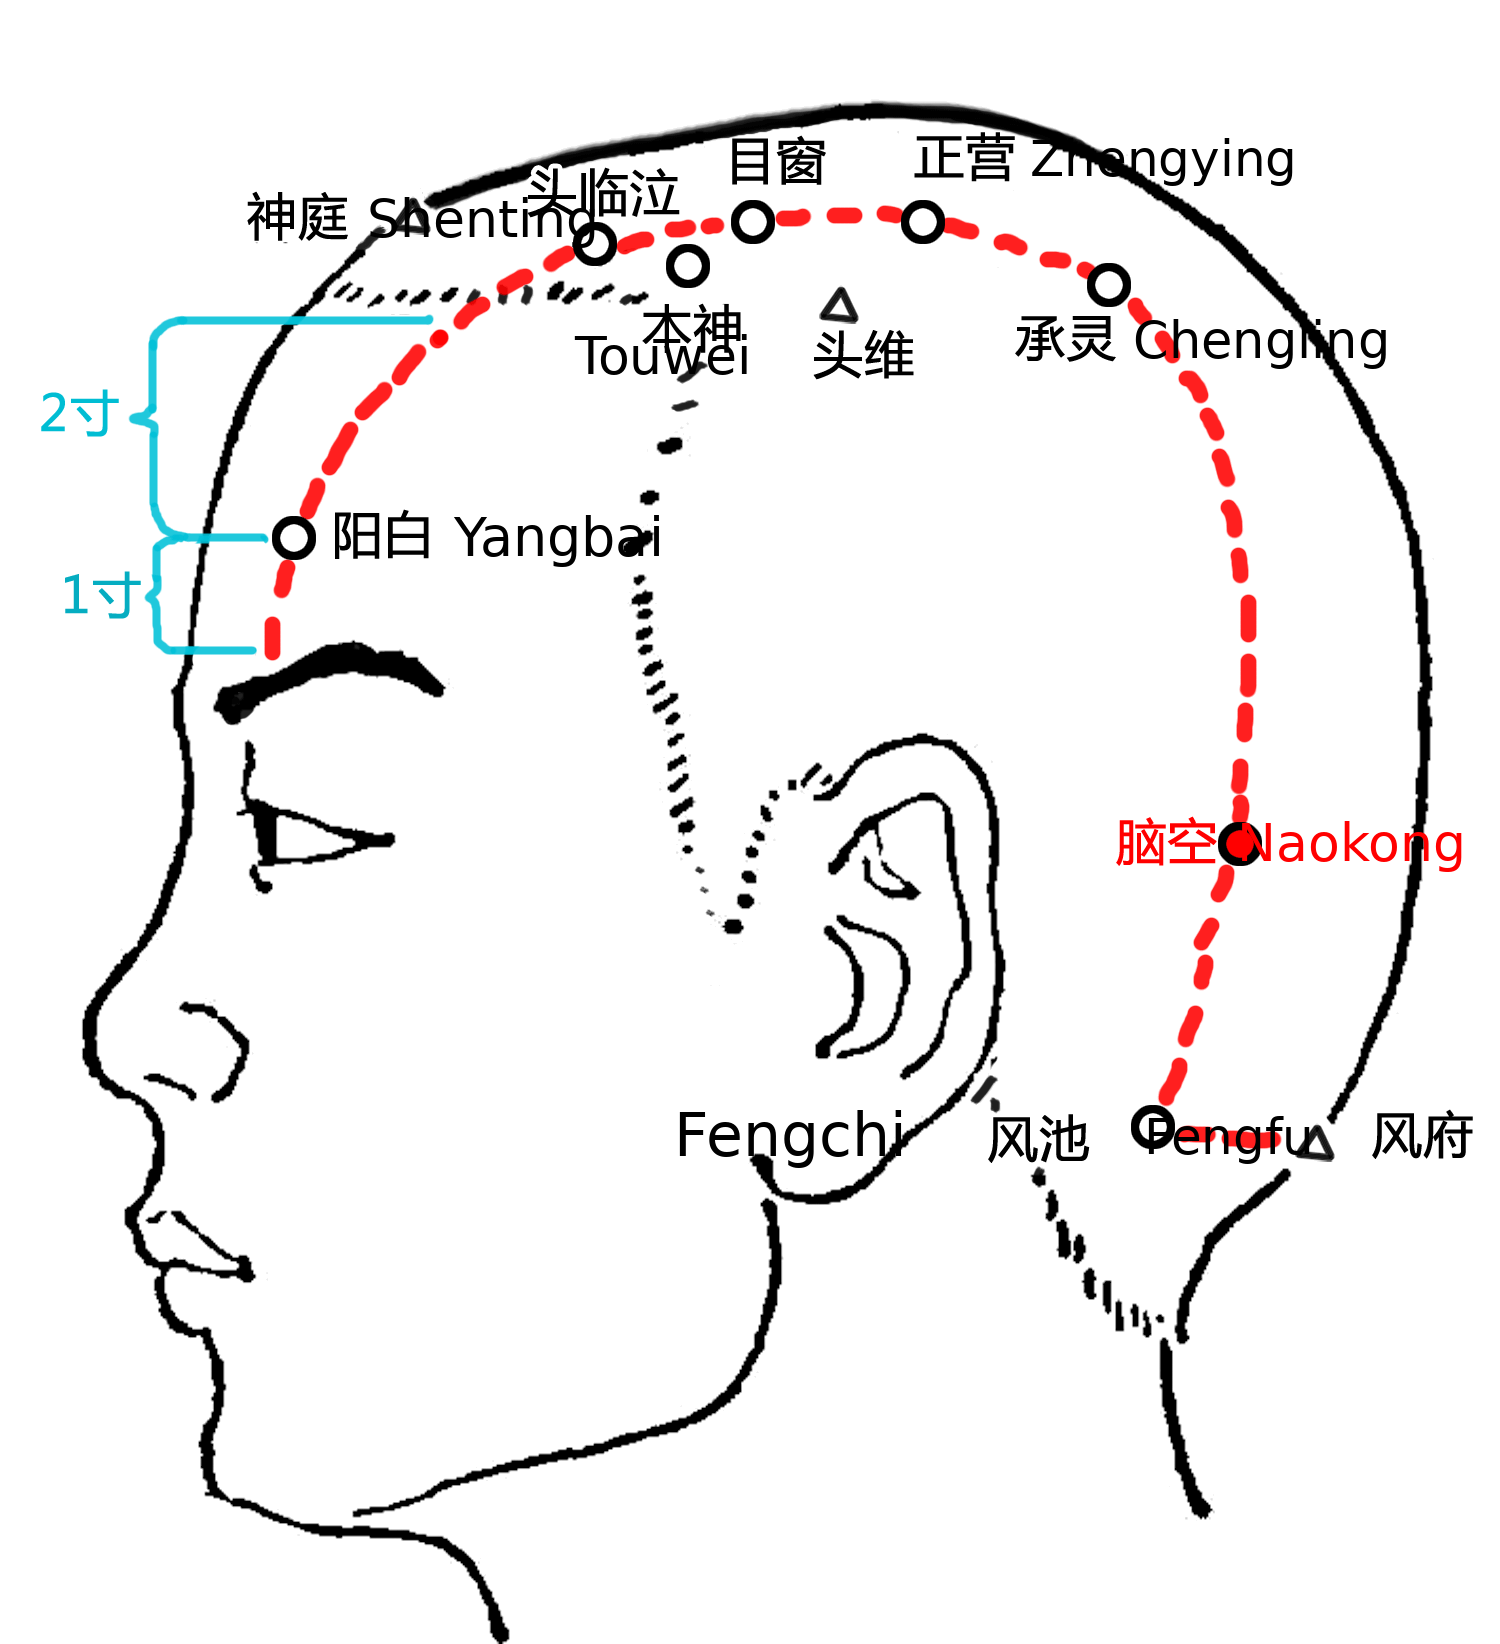 目窗
正营 Zhengying
头临泣
神庭 Shenting
本神
承灵 Chengling
Touwei 头维
2寸
阳白 Yangbai
1寸
脑空 Naokong
Fengchi 风池 Fengfu 风府